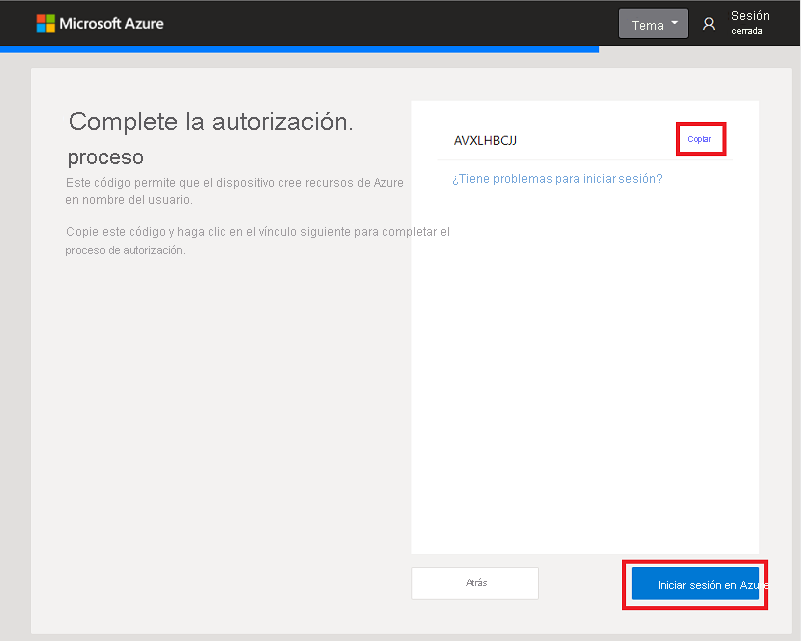 Microsoft Azure
Tema
Sesión
cerrada
Complete la autorización.
proceso
Este código permite que el dispositivo cree recursos de Azure
en nombre del usuario.
Copie este código y haga clic en el vínculo siguiente para completar el
proceso de autorización.
AVXLHBCJJ
Copiar
¿Tiene problemas para iniciar sesión?
Atrás
Iniciar sesión en Azure